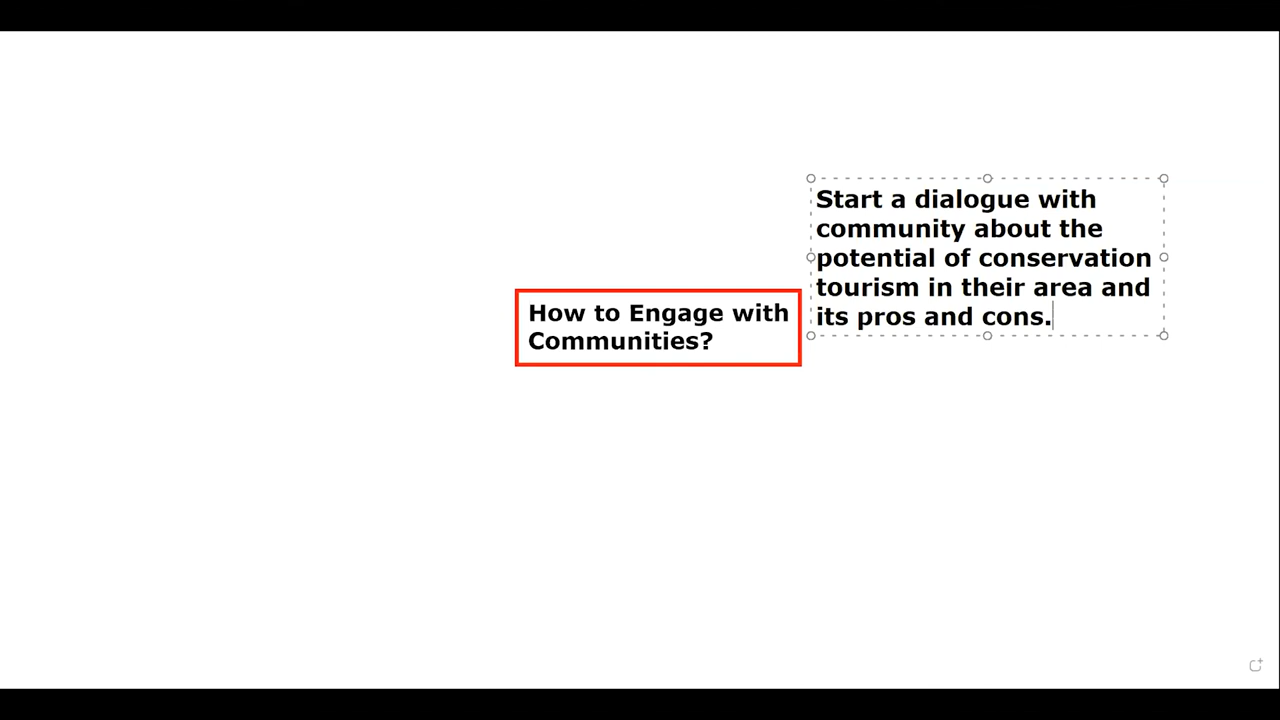 Start a dialogue with
community about the
potential of conservation
tourism in their area and
its pros and cons.
How to Engage with
Communities?